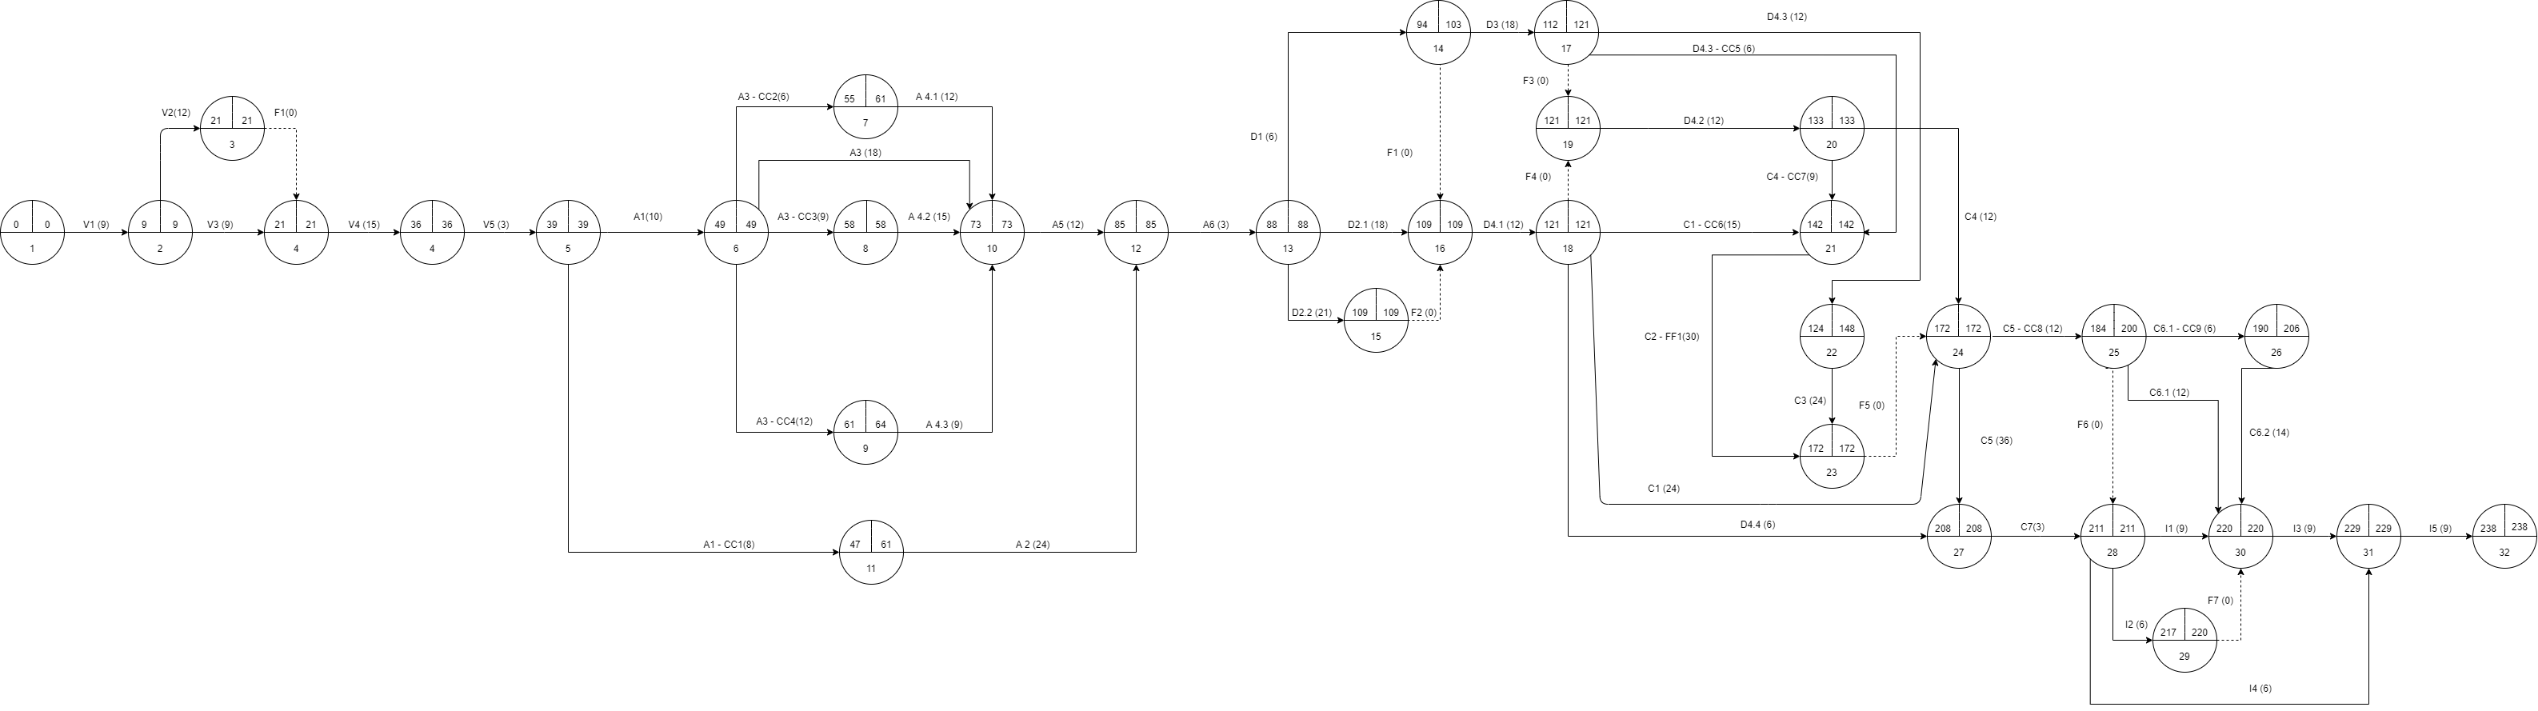 94 103
14
D3 (18)
112 121
17
D4.3 (12)
D4.3 - CC5 (6)
F3 (0)
A3 - CC2(6)
55 61
7
A 4.1 (12)
V2(12)
21 21
3
F1(0)
D1 (6)
F1 (0)
121 121
19
D4.2 (12)
133 133
20
A3 (18)
F4 (0)
C4 - CC7(9)
C4 (12)
0 0
1
V1 (9)
9 9
2
V3 (9)
21 21
4
V4 (15)
36 36
4
V5 (3)
39 39
5
A1(10)
49 49
6
A3 - CC3(9)
58 58
8
A 4.2 (15)
73 73
10
A5 (12)
85 85
12
A6 (3)
88 88
13
D2.1 (18)
109 109
16
D4.1 (12)
121 121
18
C1 - CC6(15)
142 142
21
D2.2 (21)
109 109
15
F2 (0)
C2 - FF1(30)
124 148
22
172 172
24
C5 - CC8 (12)
184 200
25
C6.1 - CC9 (6)
190 206
26
C3 (24)
F5 (0)
C6.1 (12)
A3 - CC4(12)
61 64
9
A 4.3 (9)
172 172
23
C5 (36)
F6 (0)
C6.2 (14)
C1 (24)
D4.4 (6)
208 208
27
C7(3)
211 211
28
I1 (9)
220 220
30
I3 (9)
229 229
31
I5 (9)
238 238
32
A1 - CC1(8)
47 61
11
A 2 (24)
I2 (6)
217 220
29
F7 (0)
I4 (6)